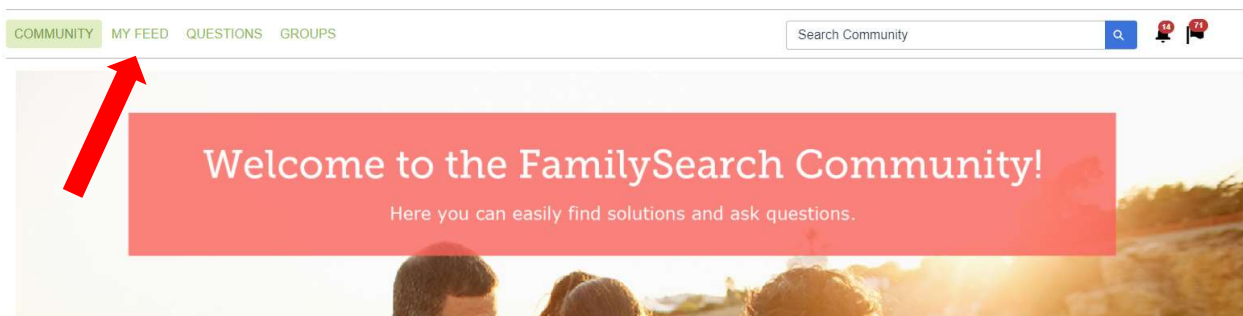 COMMUNITY MY FEED QUESTIONS GROUPS Search Community 14 71
Welcome to the FamilySearch Community!
Here you can easily find solutions and ask questions.